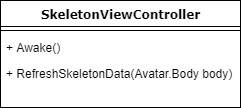 SkeletonViewController
+ Awake()
+ RefreshSkeletonData(Avatar.Body body)